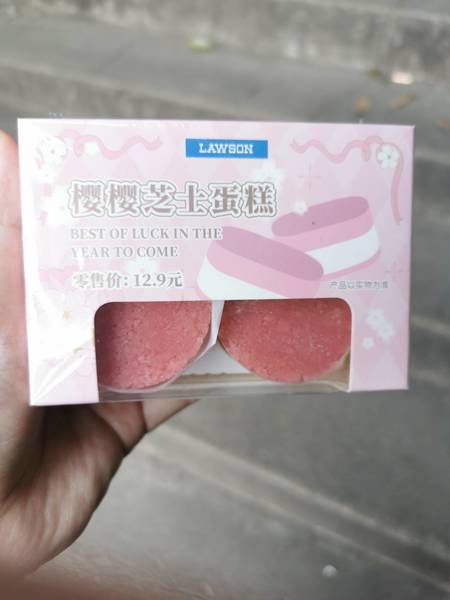 LAWSON
樱樱芝士蛋糕
BEST OF LUCK IN THE
YEAR TO COME
零售价: 12.9元
产品以实物为准